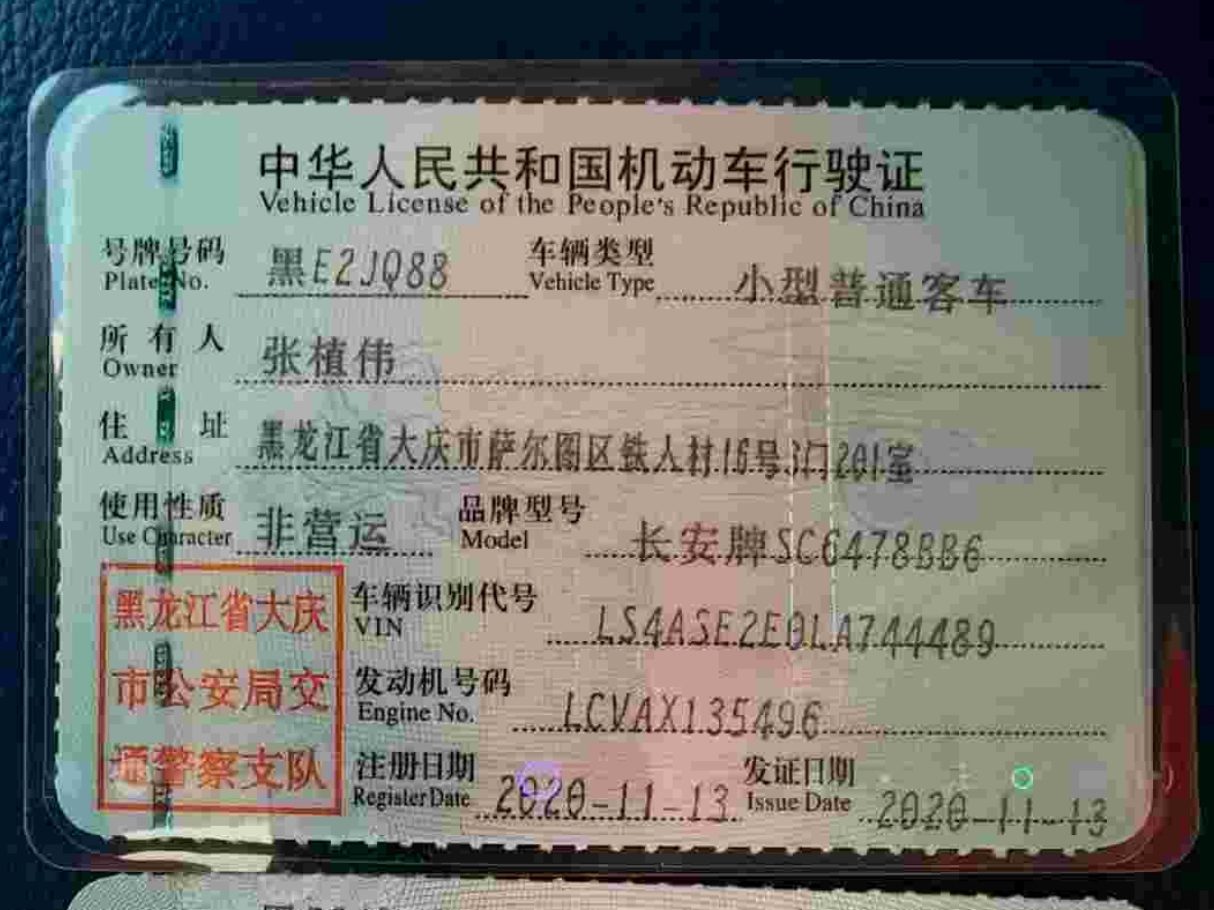 中华人民共和国机动车行驶证
Vehicle License of the People's Republic of China
号牌号码 黑E2JQ88 车辆类型 小型普通客车
Plate No. Vehicle Type
所有人 张植伟
Owner
住址 黑龙江省大庆市萨尔图区铁人村16号3门201室
Address
使用性质 非营运 品牌型号 长安牌SC6478BB6
Use Character Model
车辆识别代号 LS4ASE2E0LA744489
VIN
发动机号码 LCVAX135496
Engine No.
注册日期 2020-11-13 发证日期 2020-11-13
Register Date Issue Date
黑龙江省大庆
市公安局交
通警察支队